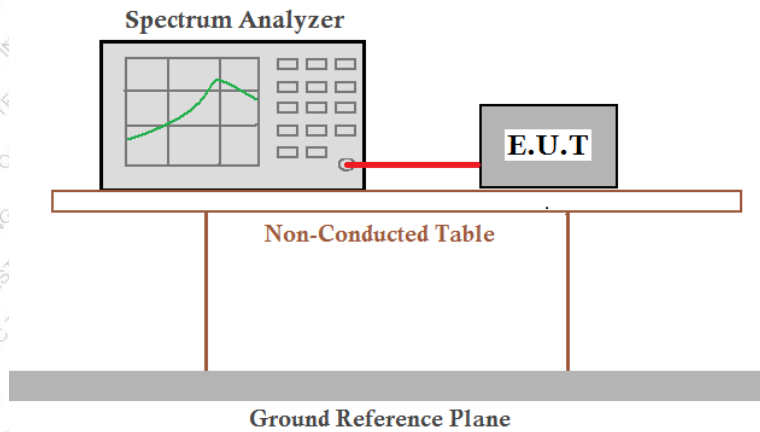 Spectrum Analyzer
E.U.T
Non-Conducted Table
Ground Reference Plane